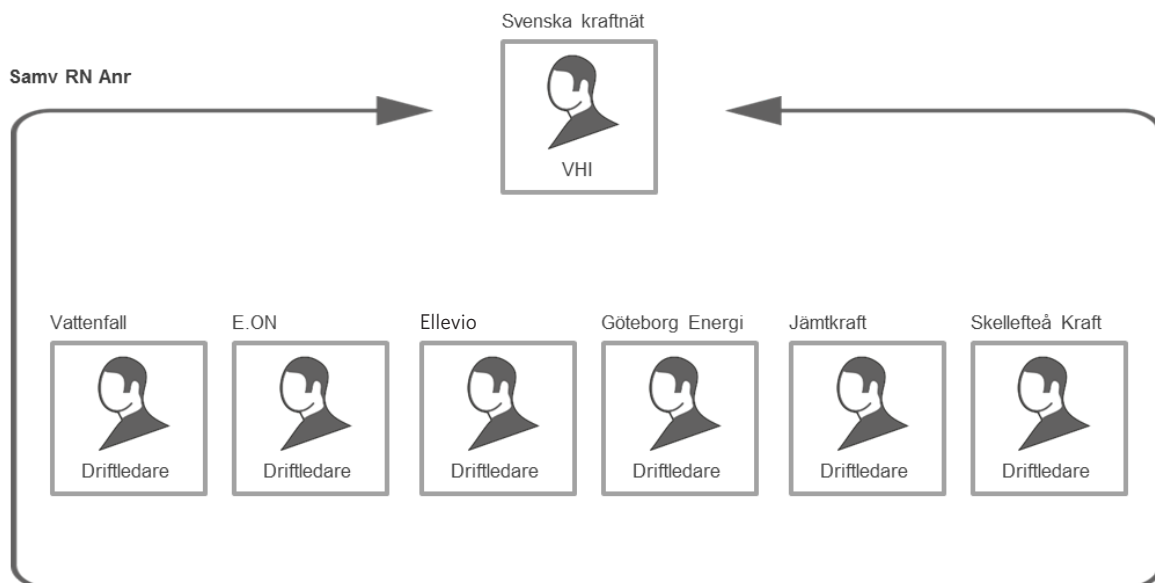 Svenska kraftnät
Samv RN Anr
VHI
Vattenfall
E.ON
Ellevio
Göteborg Energi
Jämtkraft
Skellefteå Kraft
Driftledare
Driftledare
Driftledare
Driftledare
Driftledare
Driftledare